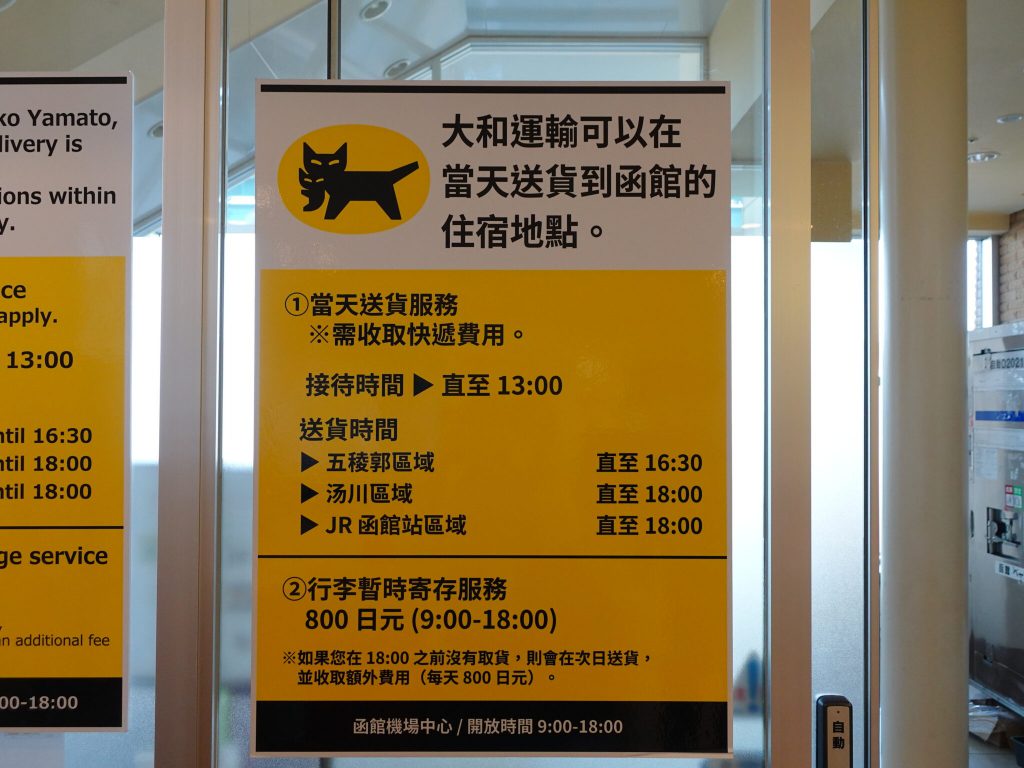 ko Yamato,
livery is
ions within
y.
ce
apply.
13:00
ntil 16:30
ntil 18:00
ntil 18:00
ge service
n additional fee
00-18:00
大和運輸可以在
當天送貨到函館的
住宿地點。
①當天送貨服務
※需收取快遞費用。
接待時間 ▶ 直至 13:00
送貨時間
▶ 五稜郭區域 直至 16:30
▶ 汤川區域 直至 18:00
▶ JR 函館站區域 直至 18:00
②行李暫時寄存服務
800 日元 (9:00-18:00)
※如果您在 18:00 之前沒有取貨，則會在次日送貨，
並收取額外費用（每天 800 日元）。
函館機場中心 / 開放時間 9:00-18:00
自動